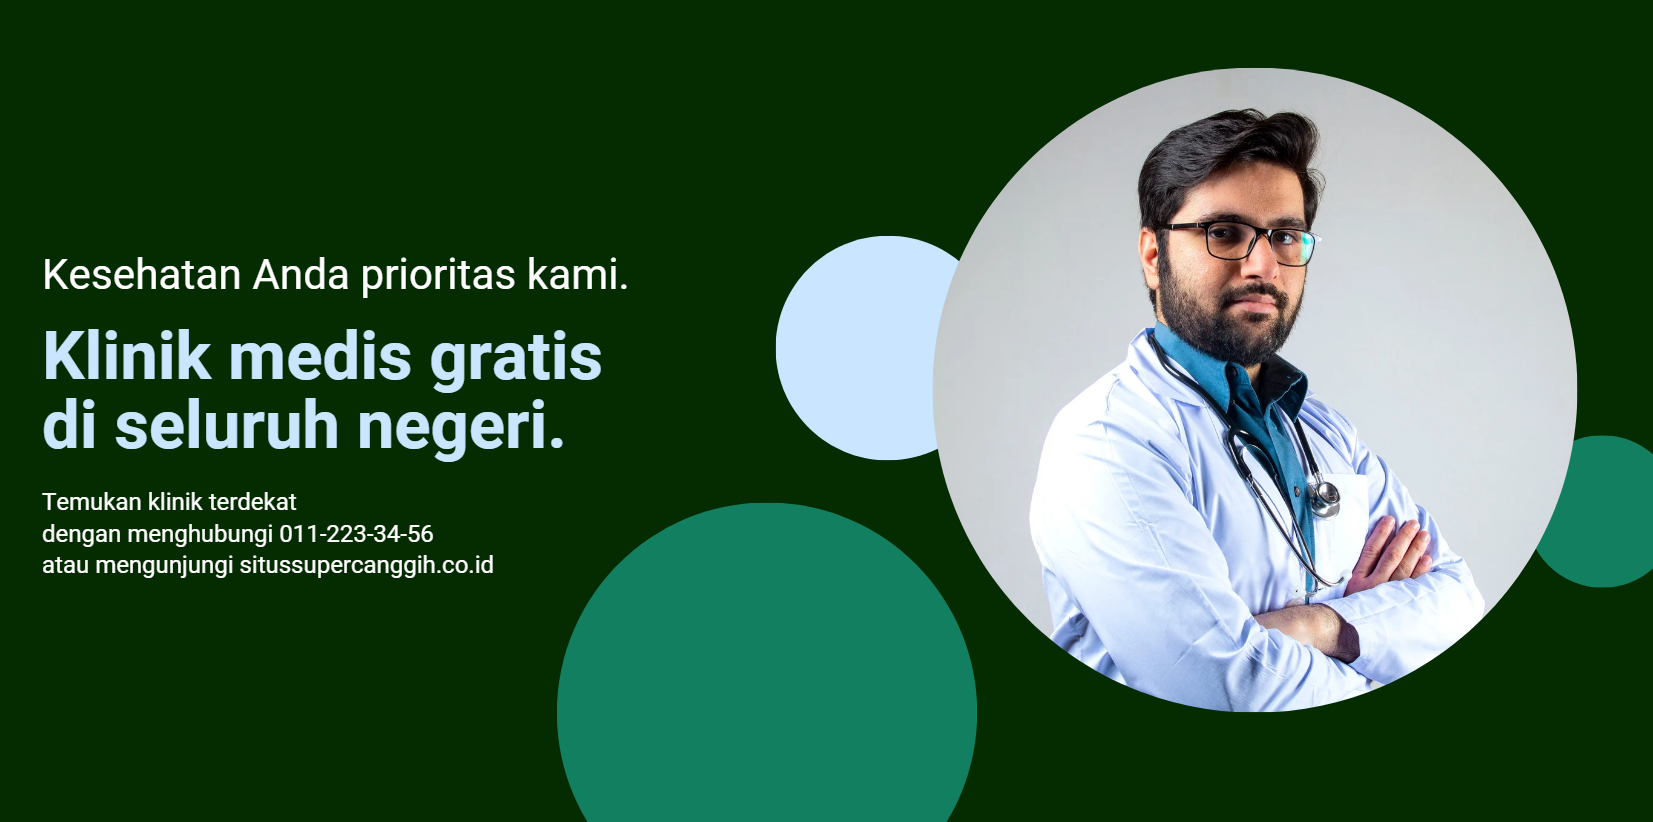 Kesehatan Anda prioritas kami.
Klinik medis gratis
di seluruh negeri.
Temukan klinik terdekat
dengan menghubungi 011-223-34-56
atau mengunjungi situssupercanggih.co.id